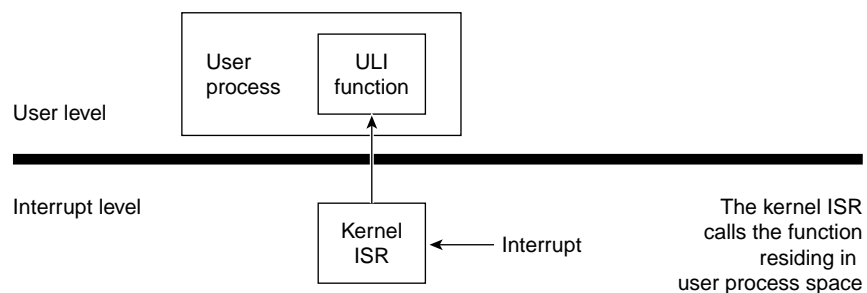 User
process
ULI
function
User level
Interrupt level
Kernel
ISR
Interrupt
The kernel ISR
calls the function
residing in
user process space